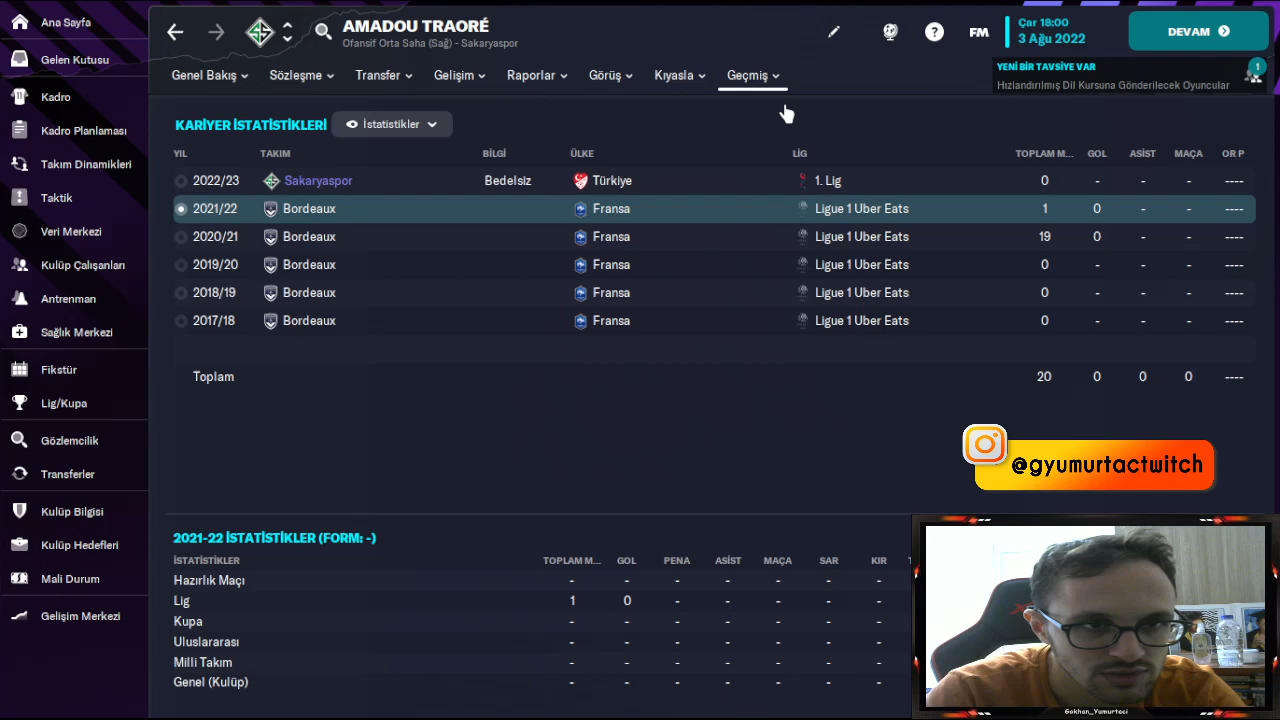 Ana Sayfa
Gelen Kutusu
Kadro
Kadro Planlaması
Takım Dinamikleri
Taktik
Veri Merkezi
Kulüp Çalışanları
Antrenman
Sağlık Merkezi
Fikstür
Lig/Kupa
Gözlemcilik
Transferler
Kulüp Bilgisi
Kulüp Hedefleri
Mali Durum
Gelişim Merkezi
AMADOU TRAORÉ
Ofansif Orta Saha (Sağ) - Sakaryaspor
? FM
Çar 18:00
3 Ağu 2022
DEVAM
Genel Bakış Sözleşme Transfer Gelişim Raporlar Görüş Kıyasla Geçmiş
YENİ BİR TAVSİYE VAR 1
Hızlandırılmış Dil Kursuna Gönderilecek Oyuncular
KARİYER İSTATİSTİKLERİ İstatistikler
YIL TAKIM BİLGİ ÜLKE LİG TOPLAM M... GOL ASİST MAÇA OR P
2022/23 Sakaryaspor Bedelsiz Türkiye 1. Lig 0 - - - ----
2021/22 Bordeaux Fransa Ligue 1 Uber Eats 1 0 - - ----
2020/21 Bordeaux Fransa Ligue 1 Uber Eats 19 0 - - ----
2019/20 Bordeaux Fransa Ligue 1 Uber Eats 0 - - - ----
2018/19 Bordeaux Fransa Ligue 1 Uber Eats 0 - - - ----
2017/18 Bordeaux Fransa Ligue 1 Uber Eats 0 - - - ----
Toplam 20 0 0 0 ----
@gyumurtactwitch
2021-22 İSTATİSTİKLER (FORM: -)
İSTATİSTİKLER TOPLAM M... GOL PENA ASİST MAÇA SAR KIR
Hazırlık Maçı - - - - - - -
Lig 1 0 - - - - -
Kupa - - - - - - -
Uluslararası - - - - - - -
Milli Takım - - - - - - -
Genel (Kulüp) - - - - - - -
Gokhan_Yumurtaci